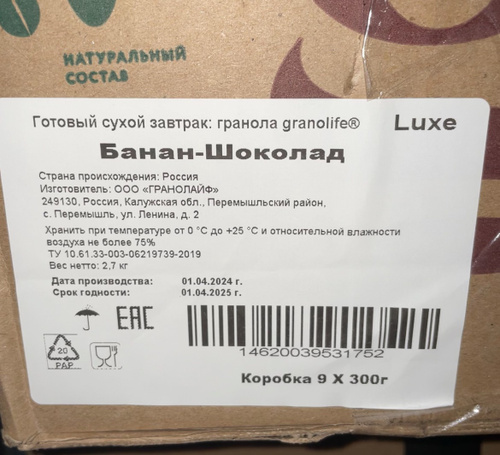 НАТУРАЛЬНЫЙ
СОСТАВ
Готовый сухой завтрак: гранола granolife® Luxe
Банан-Шоколад
Страна происхождения: Россия
Изготовитель: ООО «ГРАНОЛАЙФ»
249130, Россия, Калужская обл., Перемышльский район,
с. Перемышль, ул. Ленина, д. 2
Хранить при температуре от 0 °С до +25 °С и относительной влажности
воздуха не более 75%
ТУ 10.61.33-003-06219739-2019
Вес нетто: 2,7 кг
Дата производства: 01.04.2024 г.
Срок годности: 01.04.2025 г.
EAC
20
PAP
14620039531752
Коробка 9 Х 300г